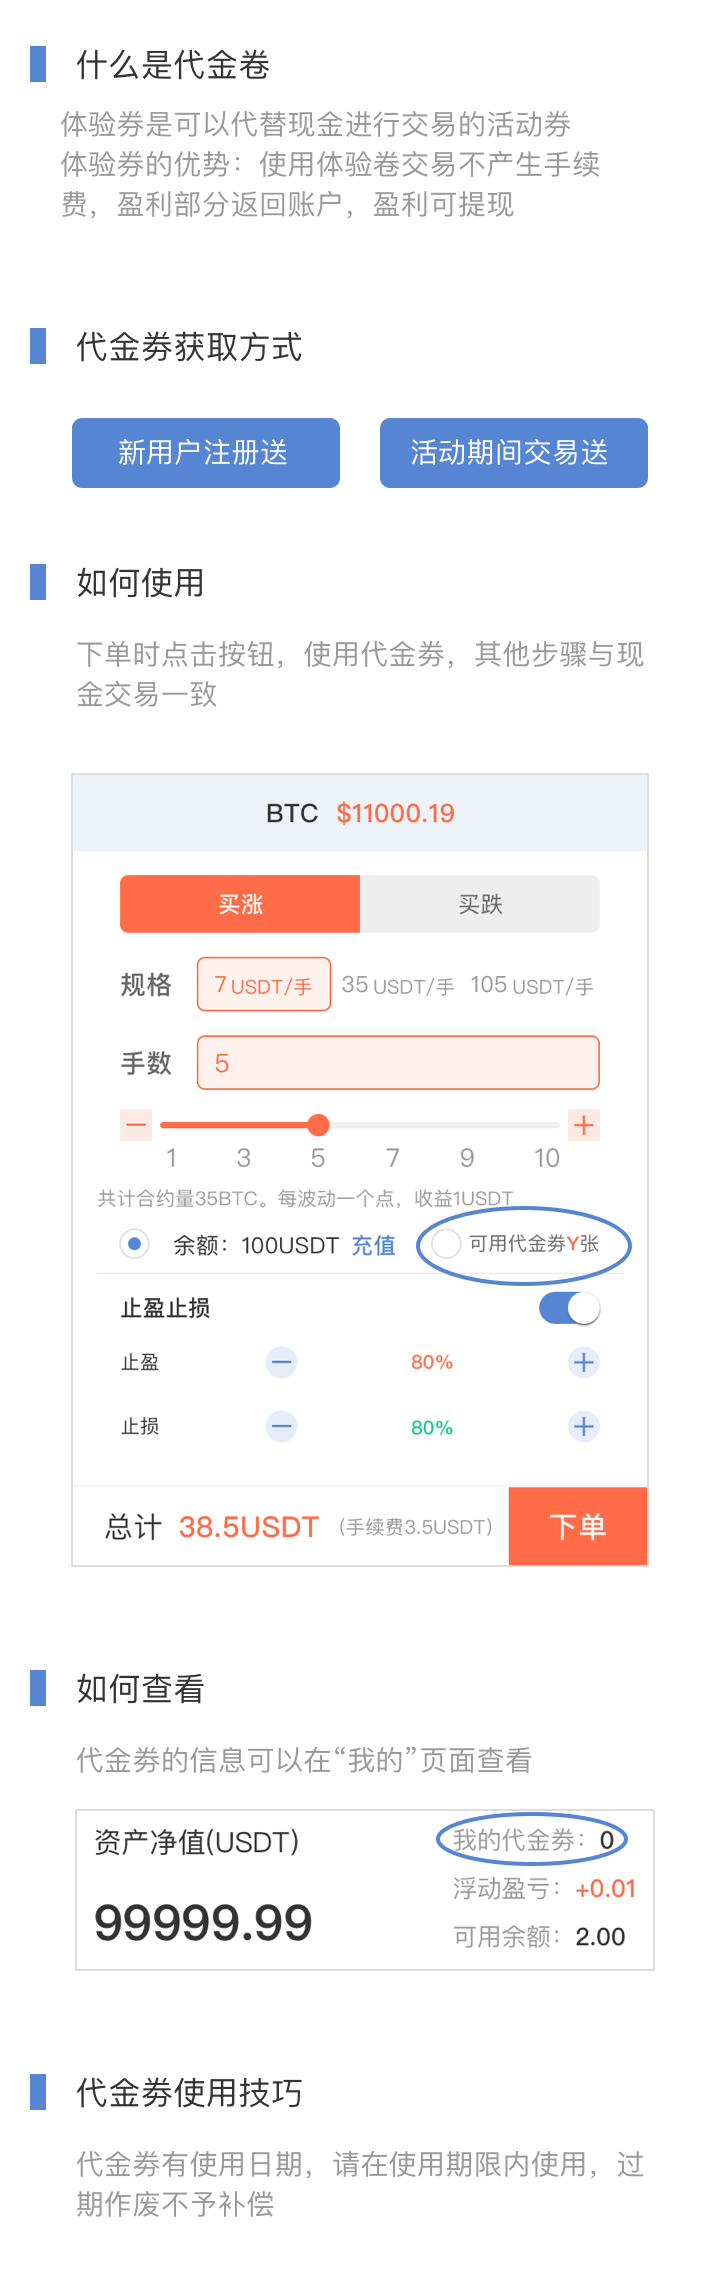 什么是代金卷
体验券是可以代替现金进行交易的活动券
体验券的优势：使用体验卷交易不产生手续
费，盈利部分返回账户，盈利可提现
代金劵获取方式
新用户注册送
活动期间交易送
如何使用
下单时点击按钮，使用代金劵，其他步骤与现
金交易一致
BTC $11000.19
买涨 买跌
规格 7 USDT/手 35 USDT/手 105 USDT/手
手数 5
1 3 5 7 9 10
共计合约量35BTC。每波动一个点，收益1USDT
余额：100USDT 充值 可用代金劵Y张
止盈止损
止盈 80%
止损 80%
总计 38.5USDT (手续费3.5USDT) 下单
如何查看
代金劵的信息可以在“我的”页面查看
资产净值(USDT) 我的代金劵：0
浮动盈亏：+0.01
99999.99
可用余额：2.00
代金劵使用技巧
代金劵有使用日期，请在使用期限内使用，过
期作废不予补偿